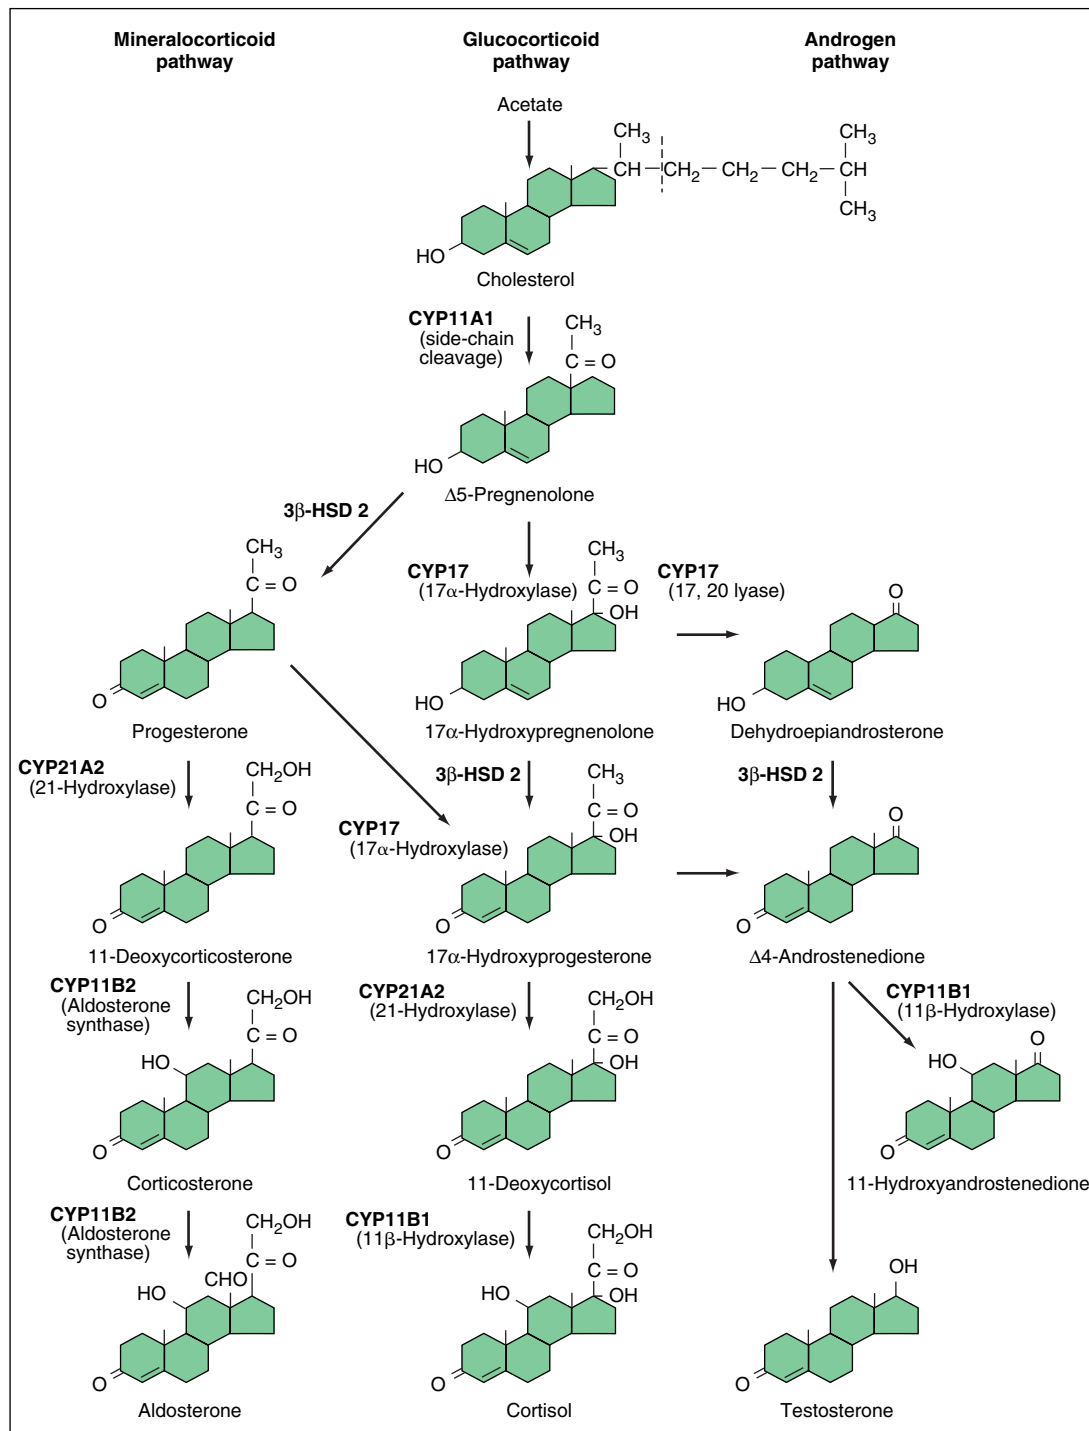 Mineralocorticoid
pathway
Glucocorticoid
pathway
Androgen
pathway
Acetate
CH3
CH
CH2
CH2
CH2
CH
CH3
CH3
HO
Cholesterol
CYP11A1
(side-chain
cleavage)
CH3
C = O
HO
Δ5-Pregnenolone
3β-HSD 2
CH3
C = O
O
Progesterone
CYP17
(17α-Hydroxylase)
CH3
C = O
OH
HO
17α-Hydroxypregnenolone
CYP17
(17, 20 lyase)
O
HO
Dehydroepiandrosterone
CYP21A2
(21-Hydroxylase)
CH2OH
C = O
O
11-Deoxycorticosterone
3β-HSD 2
CYP17
(17α-Hydroxylase)
CH3
C = O
OH
O
17α-Hydroxyprogesterone
3β-HSD 2
O
O
Δ4-Androstenedione
CYP11B2
(Aldosterone
synthase)
CH2OH
C = O
HO
O
Corticosterone
CYP21A2
(21-Hydroxylase)
CH2OH
C = O
OH
O
11-Deoxycortisol
CYP11B1
(11β-Hydroxylase)
O
HO
O
11-Hydroxyandrostenedione
CYP11B2
(Aldosterone
synthase)
CH2OH
C = O
CHO
HO
O
Aldosterone
CYP11B1
(11β-Hydroxylase)
CH2OH
C = O
OH
HO
O
Cortisol
OH
O
Testosterone